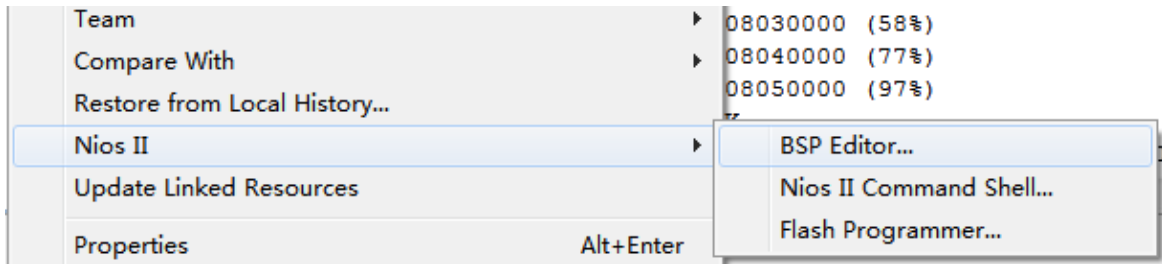 Team
Compare With
Restore from Local History...
Nios II
Update Linked Resources
Properties Alt+Enter
08030000 (58%)
08040000 (77%)
08050000 (97%)
BSP Editor...
Nios II Command Shell...
Flash Programmer...